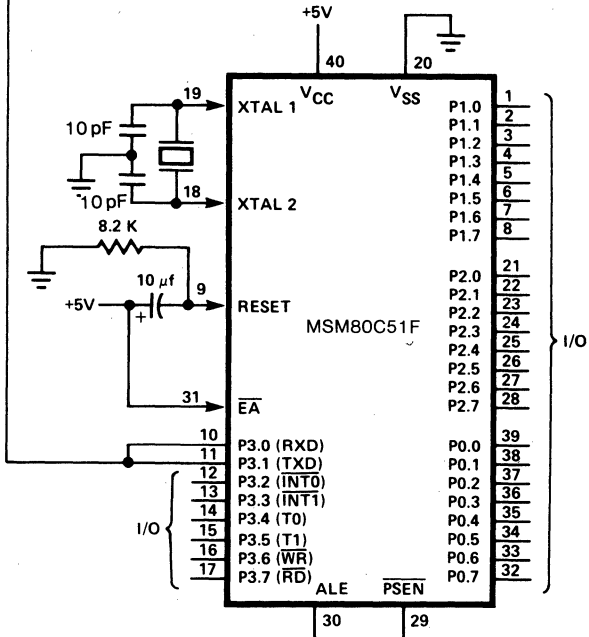 +5V
40
20
VCC
VSS
19
XTAL 1
10 pF
10 pF
18
XTAL 2
8.2 K
10 µf
9
+5V
+
RESET
MSM80C51F
31
EA
10
P3.0 (RXD)
11
P3.1 (TXD)
12
P3.2 (INT0)
13
P3.3 (INT1)
14
P3.4 (T0)
15
P3.5 (T1)
16
P3.6 (WR)
17
P3.7 (RD)
I/O
P1.0 1
P1.1 2
P1.2 3
P1.3 4
P1.4 5
P1.5 6
P1.6 7
P1.7 8
P2.0 21
P2.1 22
P2.2 23
P2.3 24
P2.4 25
P2.5 26
P2.6 27
P2.7 28
I/O
P0.0 39
P0.1 38
P0.2 37
P0.3 36
P0.4 35
P0.5 34
P0.6 33
P0.7 32
ALE
PSEN
30
29